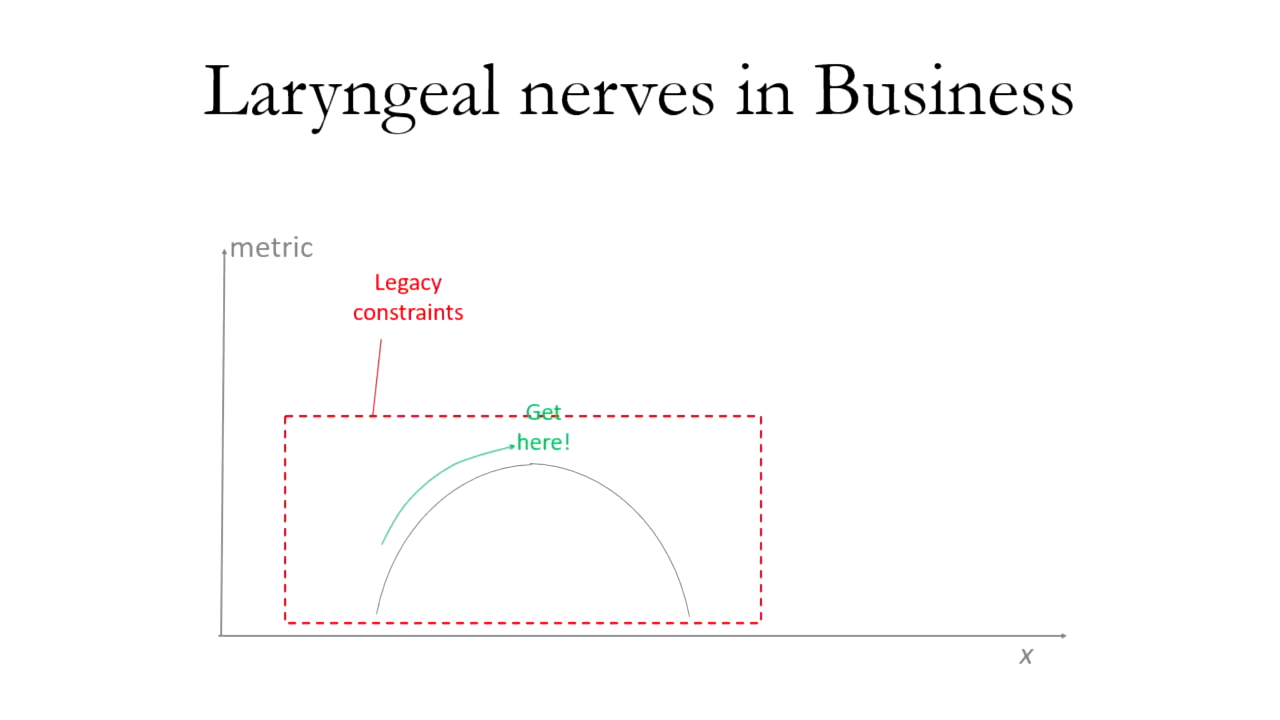 Laryngeal nerves in Business
metric
Legacy
constraints
Get
here!
x